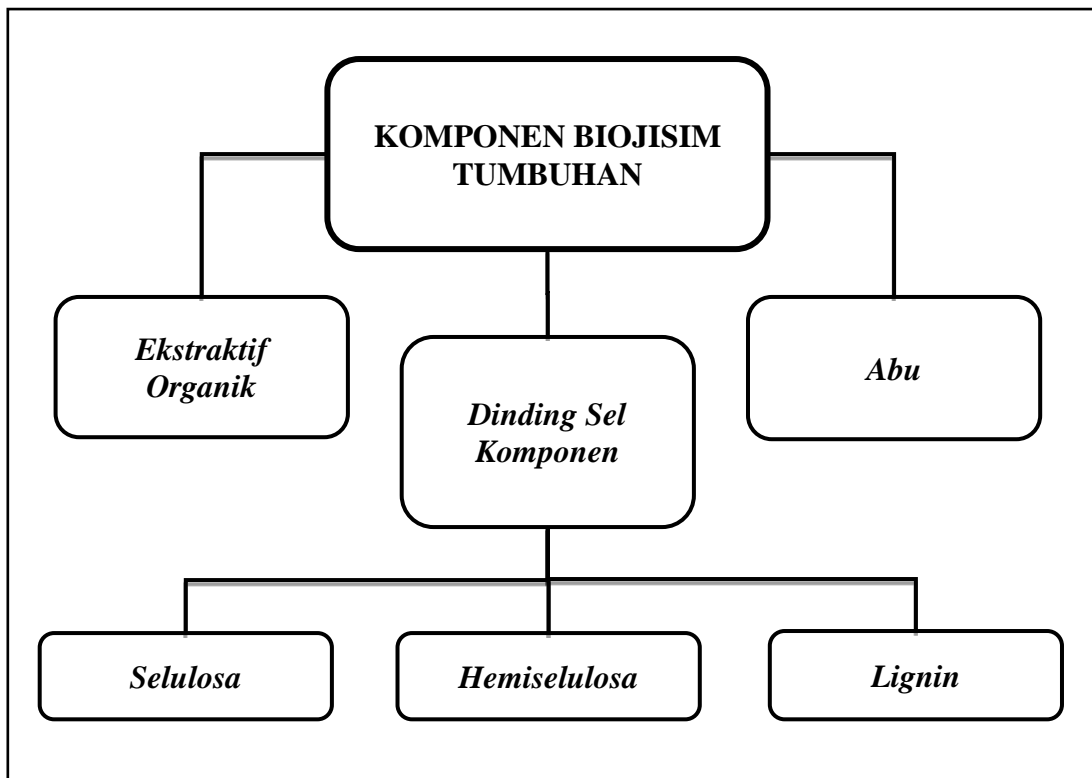 KOMPONEN BIOJISIM
TUMBUHAN
Ekstraktif
Organik
Dinding Sel
Komponen
Abu
Selulosa
Hemiselulosa
Lignin